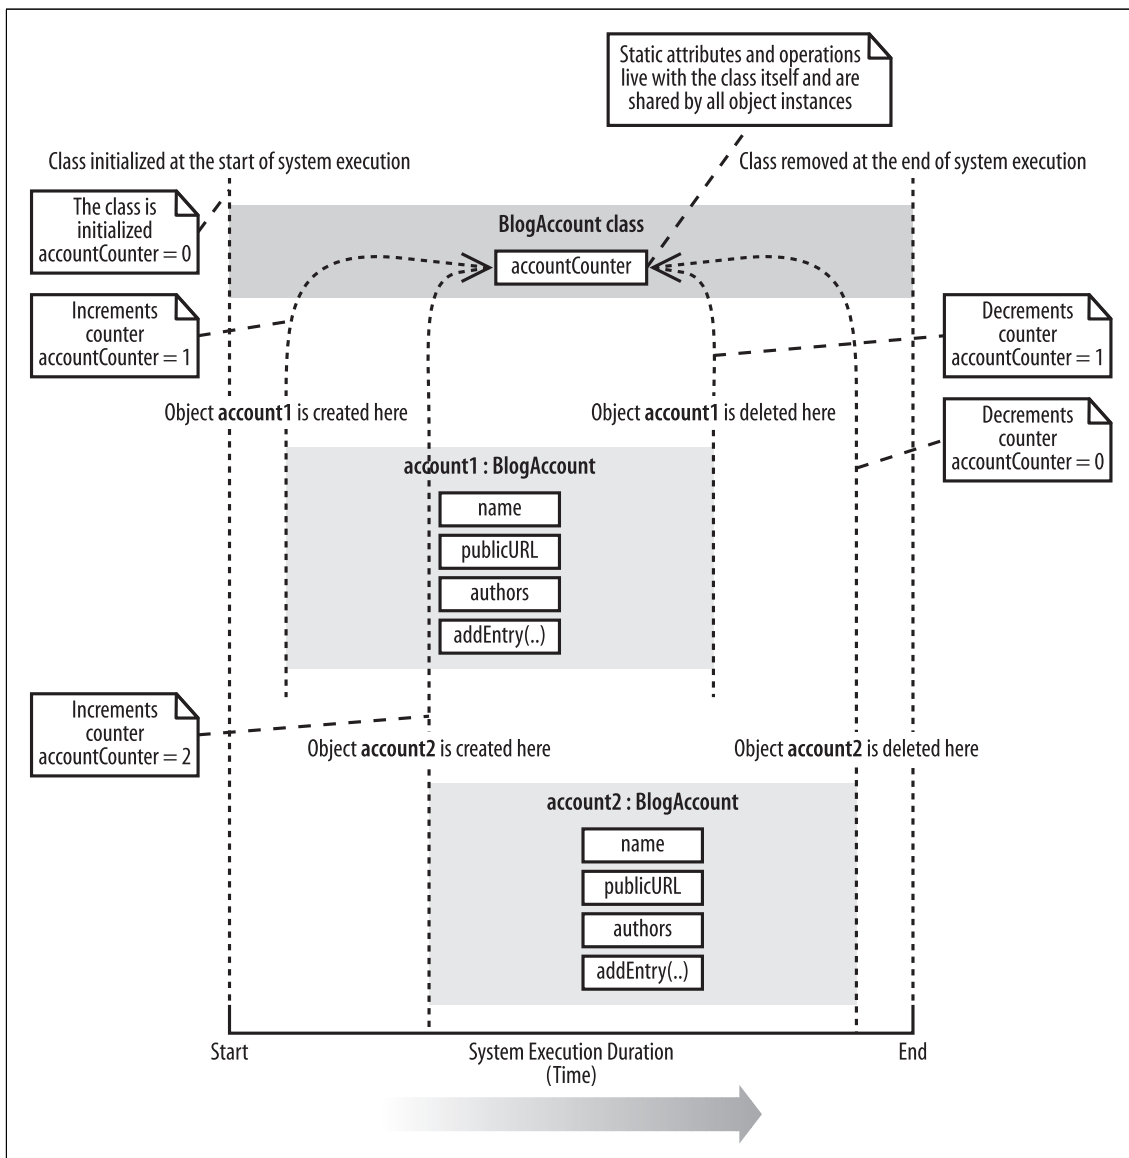 Static attributes and operations
live with the class itself and are
shared by all object instances
Class initialized at the start of system execution
Class removed at the end of system execution
The class is
initialized
accountCounter = 0
BlogAccount class
accountCounter
Increments
counter
accountCounter = 1
Decrements
counter
accountCounter = 1
Object account1 is created here
Object account1 is deleted here
Decrements
counter
accountCounter = 0
account1 : BlogAccount
name
publicURL
authors
addEntry(..)
Increments
counter
accountCounter = 2
Object account2 is created here
Object account2 is deleted here
account2 : BlogAccount
name
publicURL
authors
addEntry(..)
Start
System Execution Duration
(Time)
End